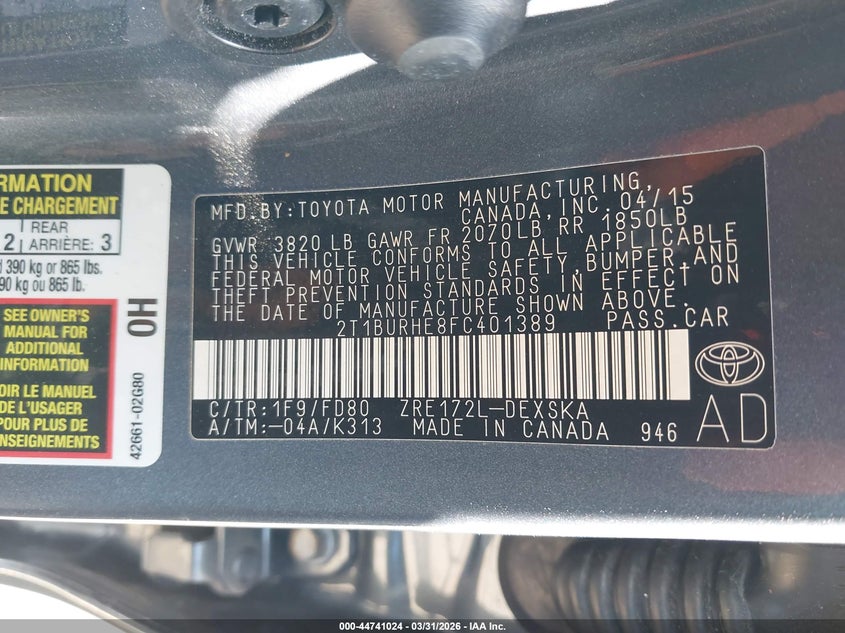 RMATION
E CHARGEMENT
2 | REAR ARRIÈRE: 3
d 390 kg or 865 lbs.
90 kg ou 865 lb.
SEE OWNER'S
MANUAL FOR
ADDITIONAL
INFORMATION
OIR LE MANUEL
DE L'USAGER
POUR PLUS DE
NSEIGNEMENTS
OH
42661-02G80
MFD.BY:TOYOTA MOTOR MANUFACTURING,
CANADA,INC. 04/15
GVWR 3820 LB GAWR FR 2070LB, RR 1850LB
THIS VEHICLE CONFORMS TO ALL APPLICABLE
FEDERAL MOTOR VEHICLE SAFETY,BUMPER,AND
THEFT PREVENTION STANDARDS IN EFFECT ON
THE DATE OF MANUFACTURE SHOWN ABOVE.
2T1BURHE8FC401389 PASS.CAR
C/TR:1F9/FD80 ZRE172L-DEXSKA
A/TM:-04A/K313 MADE IN CANADA 946
AD
000-44741024 - 03/31/2026 - IAA Inc.